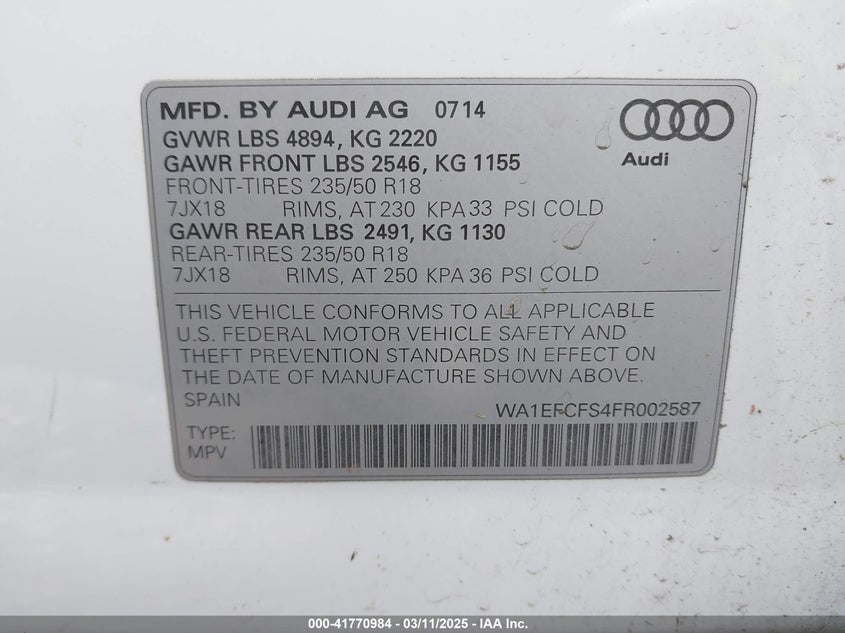 MFD. BY AUDI AG 0714
GVWR LBS 4894, KG 2220
GAWR FRONT LBS 2546, KG 1155
FRONT-TIRES 235/50 R18
7JX18 RIMS, AT 230 KPA 33 PSI COLD
GAWR REAR LBS 2491, KG 1130
REAR-TIRES 235/50 R18
7JX18 RIMS, AT 250 KPA 36 PSI COLD
Audi
THIS VEHICLE CONFORMS TO ALL APPLICABLE
U.S. FEDERAL MOTOR VEHICLE SAFETY AND
THEFT PREVENTION STANDARDS IN EFFECT ON
THE DATE OF MANUFACTURE SHOWN ABOVE.
SPAIN WA1EFCFS4FR002587
TYPE:
MPV
000-41770984 — 03/11/2025 — IAA Inc.